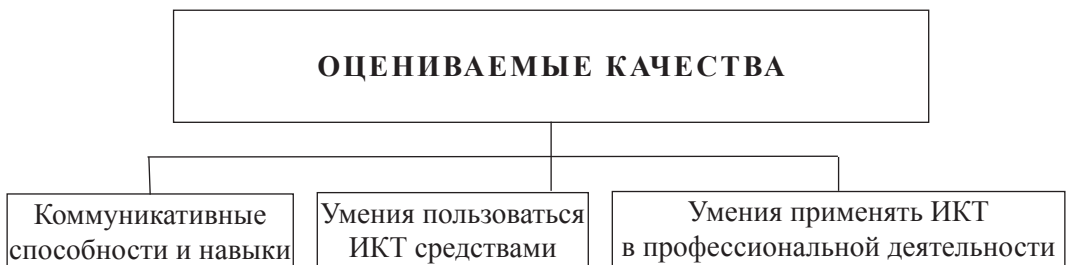 ОЦЕНИВАЕМЫЕ КАЧЕСТВА
Коммуникативные
способности и навыки
Умения пользоваться
ИКТ средствами
Умения применять ИКТ
в профессиональной деятельности